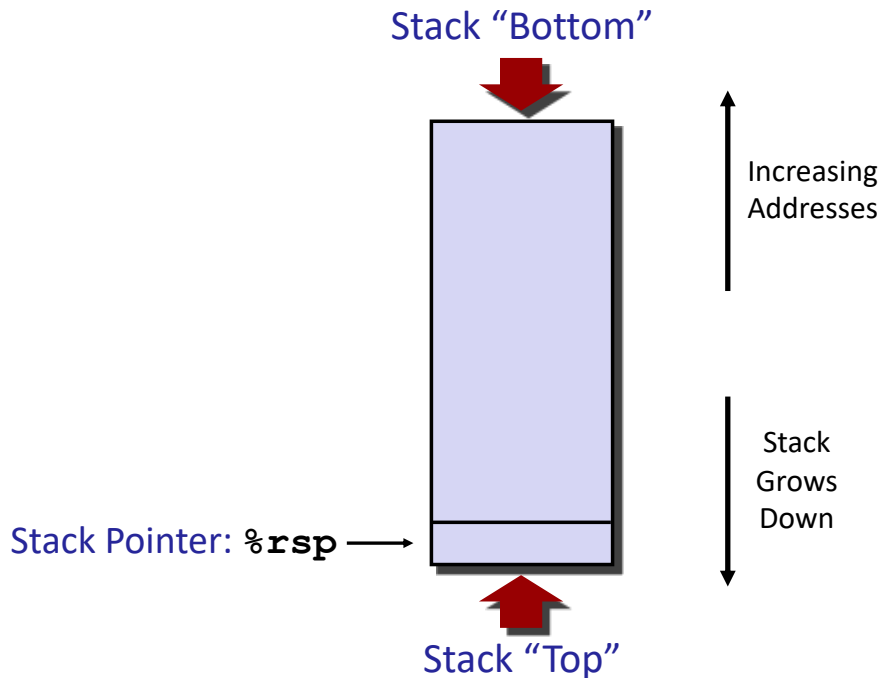 Stack “Bottom”
Increasing
Addresses
Stack
Grows
Down
Stack Pointer: %rsp
Stack “Top”